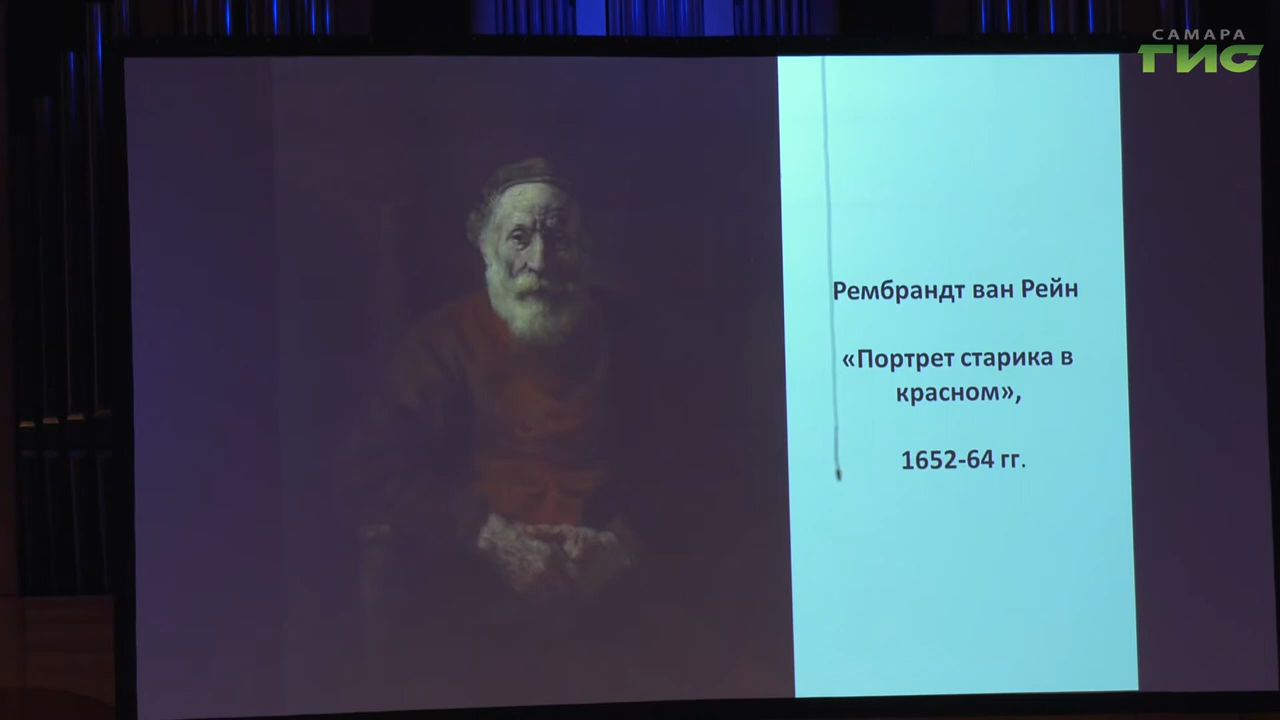 САМАРА
ГИС
Рембрандт ван Рейн
«Портрет старика в
красном»,
1652-64 гг.